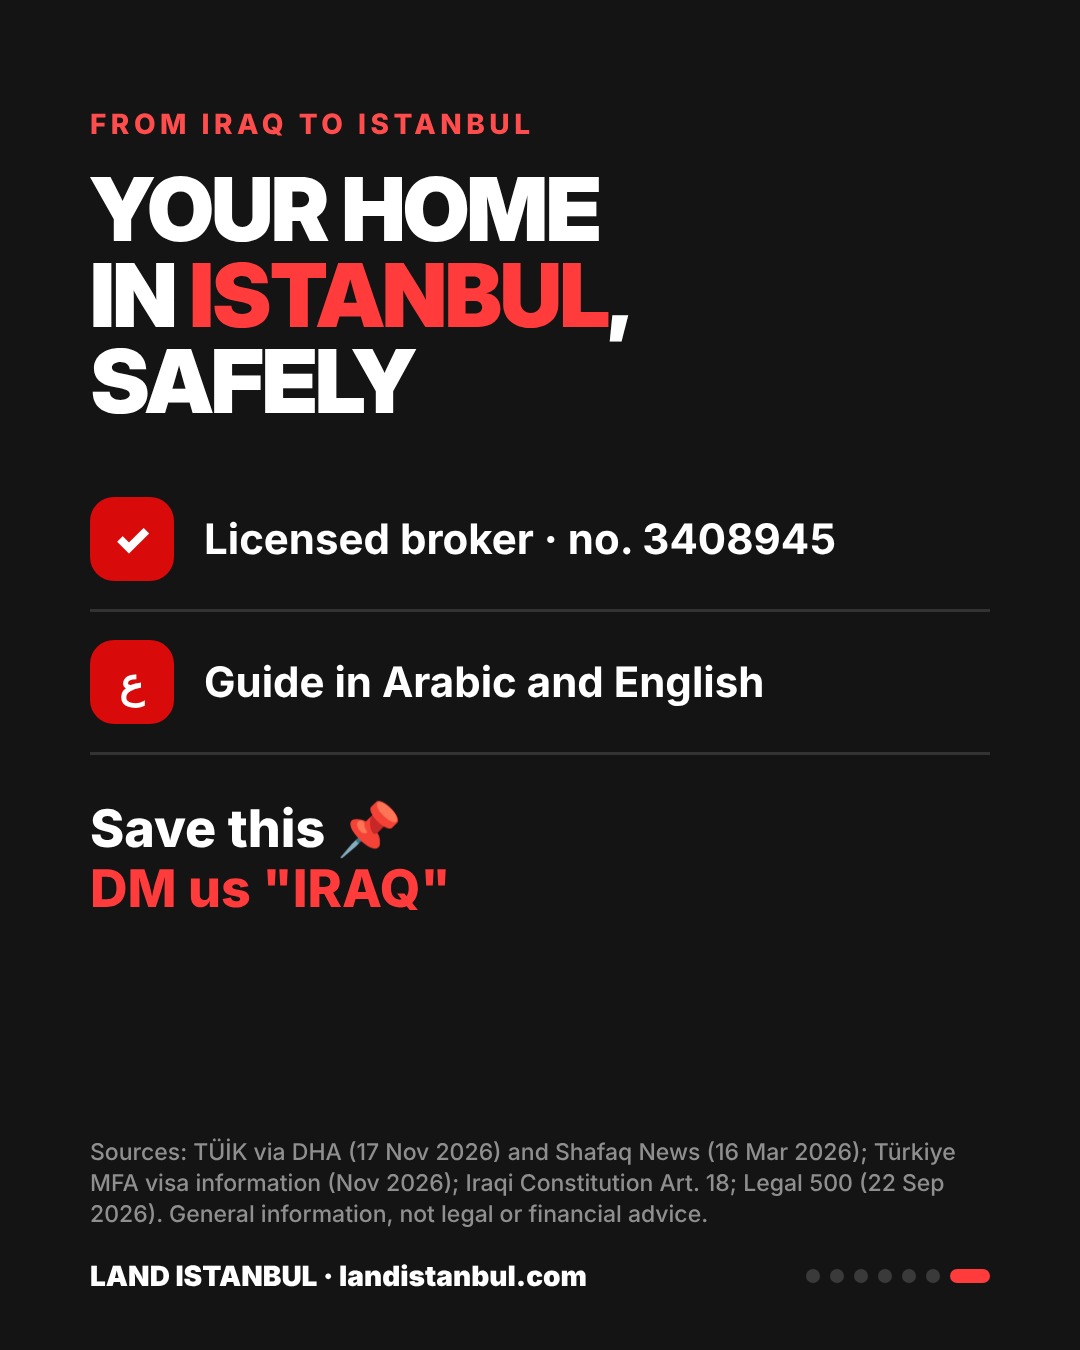 FROM IRAQ TO ISTANBUL
YOUR HOME
IN ISTANBUL,
SAFELY
Licensed broker · no. 3408945
ع
Guide in Arabic and English
Save this 📌
DM us "IRAQ"
Sources: TÜİK via DHA (17 Nov 2026) and Shafaq News (16 Mar 2026); Türkiye
MFA visa information (Nov 2026); Iraqi Constitution Art. 18; Legal 500 (22 Sep
2026). General information, not legal or financial advice.
LAND ISTANBUL · landistanbul.com